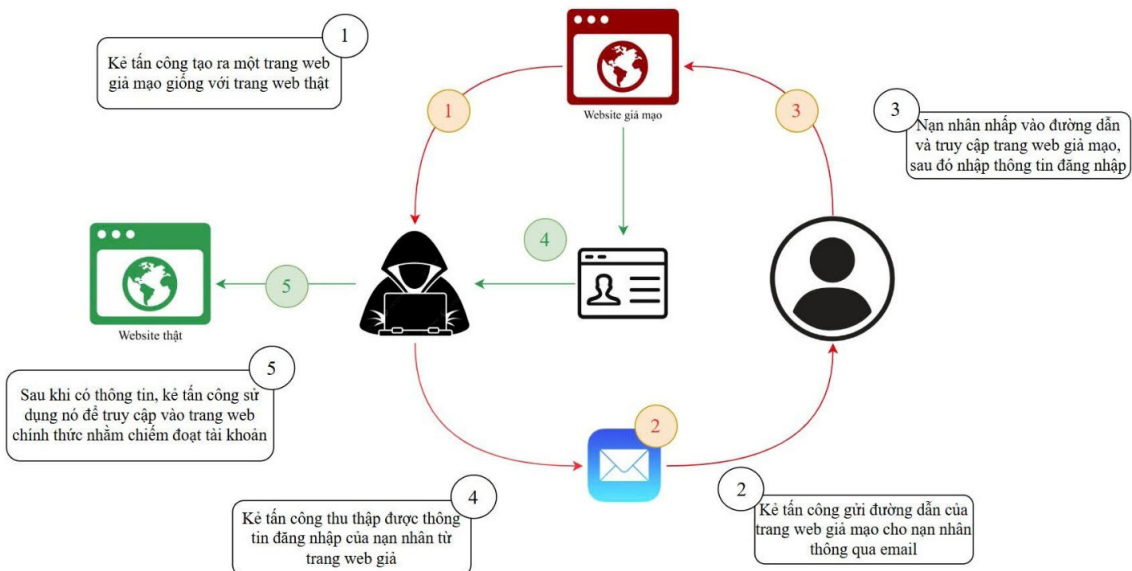 1
Kẻ tấn công tạo ra một trang web
giả mạo giống với trang web thật
Website giả mạo
1
3
3
Nạn nhân nhấp vào đường dẫn
và truy cập trang web giả mạo,
sau đó nhập thông tin đăng nhập
4
5
Website thật
5
Sau khi có thông tin, kẻ tấn công sử
dụng nó để truy cập vào trang web
chính thức nhằm chiếm đoạt tài khoản
2
4
Kẻ tấn công thu thập được thông
tin đăng nhập của nạn nhân từ
trang web giả
2
Kẻ tấn công gửi đường dẫn của
trang web giả mạo cho nạn nhân
thông qua email